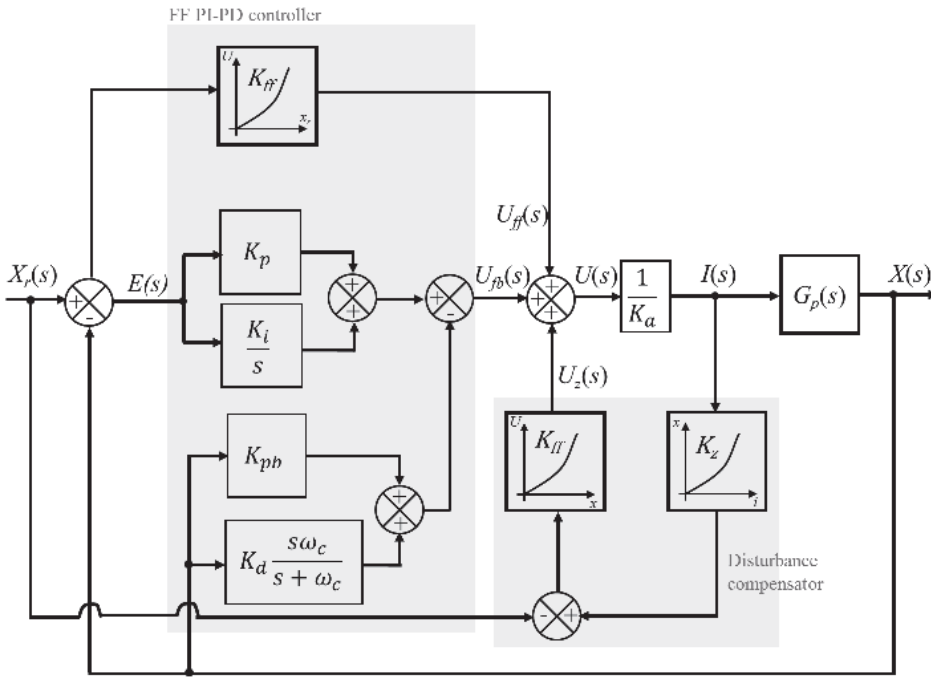 FF PI-PD controller
U
K_ff
x_r
U_ff(s)
X_r(s)
+
-
E(s)
K_p
K_i
s
+
+
+
-
U_fb(s)
+
+
+
U(s)
1
K_a
I(s)
G_p(s)
X(s)
U_z(s)
K_pb
+
+
K_d sω_c
s + ω_c
U
K_ff
x
x
K_z
i
Disturbance
compensator
-
+